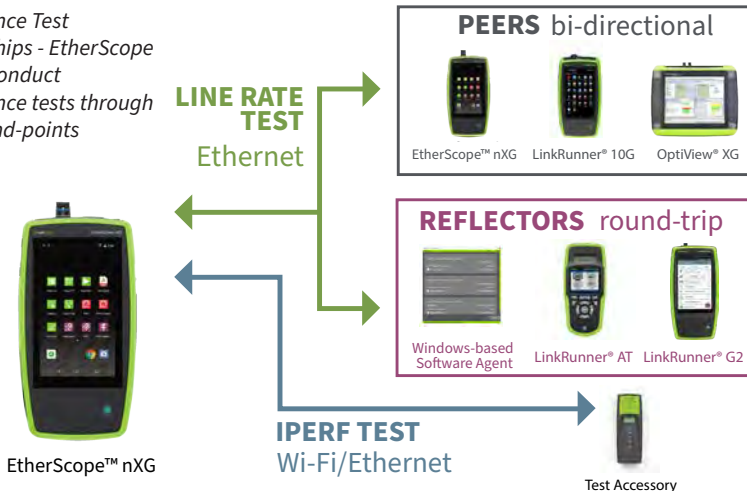 nce Test
hips - EtherScope
onduct
nce tests through
nd-points
LINE RATE
TEST
Ethernet
PEERS bi-directional
EtherScope™ nXG LinkRunner® 10G OptiView® XG
REFLECTORS round-trip
Windows-based
Software Agent
LinkRunner® AT LinkRunner® G2
EtherScope™ nXG
IPERF TEST
Wi-Fi/Ethernet
Test Accessory